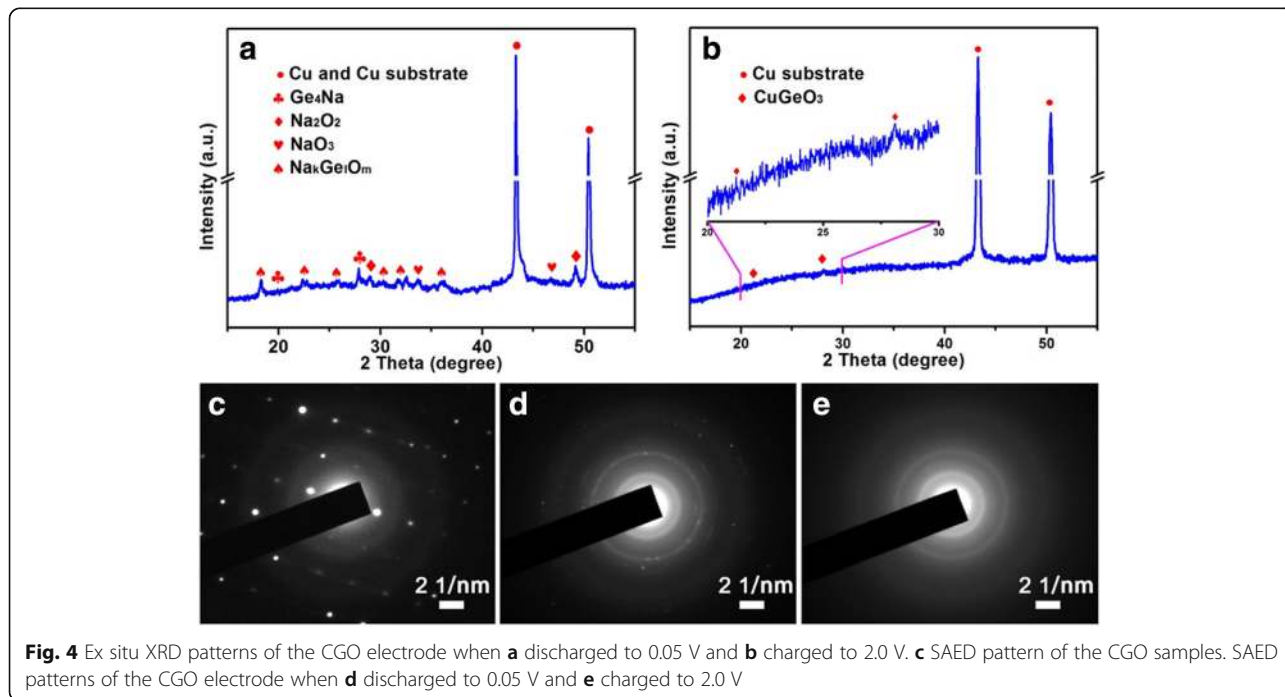 a
● Cu and Cu substrate
♣ Ge₄Na
♦ Na₂O₂
♥ NaO₃
♠ NaₖGeₗOₘ
Intensity (a.u.)
20 30 40 50
2 Theta (degree)
b
● Cu substrate
♦ CuGeO₃
20 25 30
Intensity (a.u.)
20 30 40 50
2 Theta (degree)
c
2 1/nm
d
2 1/nm
e
2 1/nm
Fig. 4 Ex situ XRD patterns of the CGO electrode when a discharged to 0.05 V and b charged to 2.0 V. c SAED pattern of the CGO samples. SAED
patterns of the CGO electrode when d discharged to 0.05 V and e charged to 2.0 V